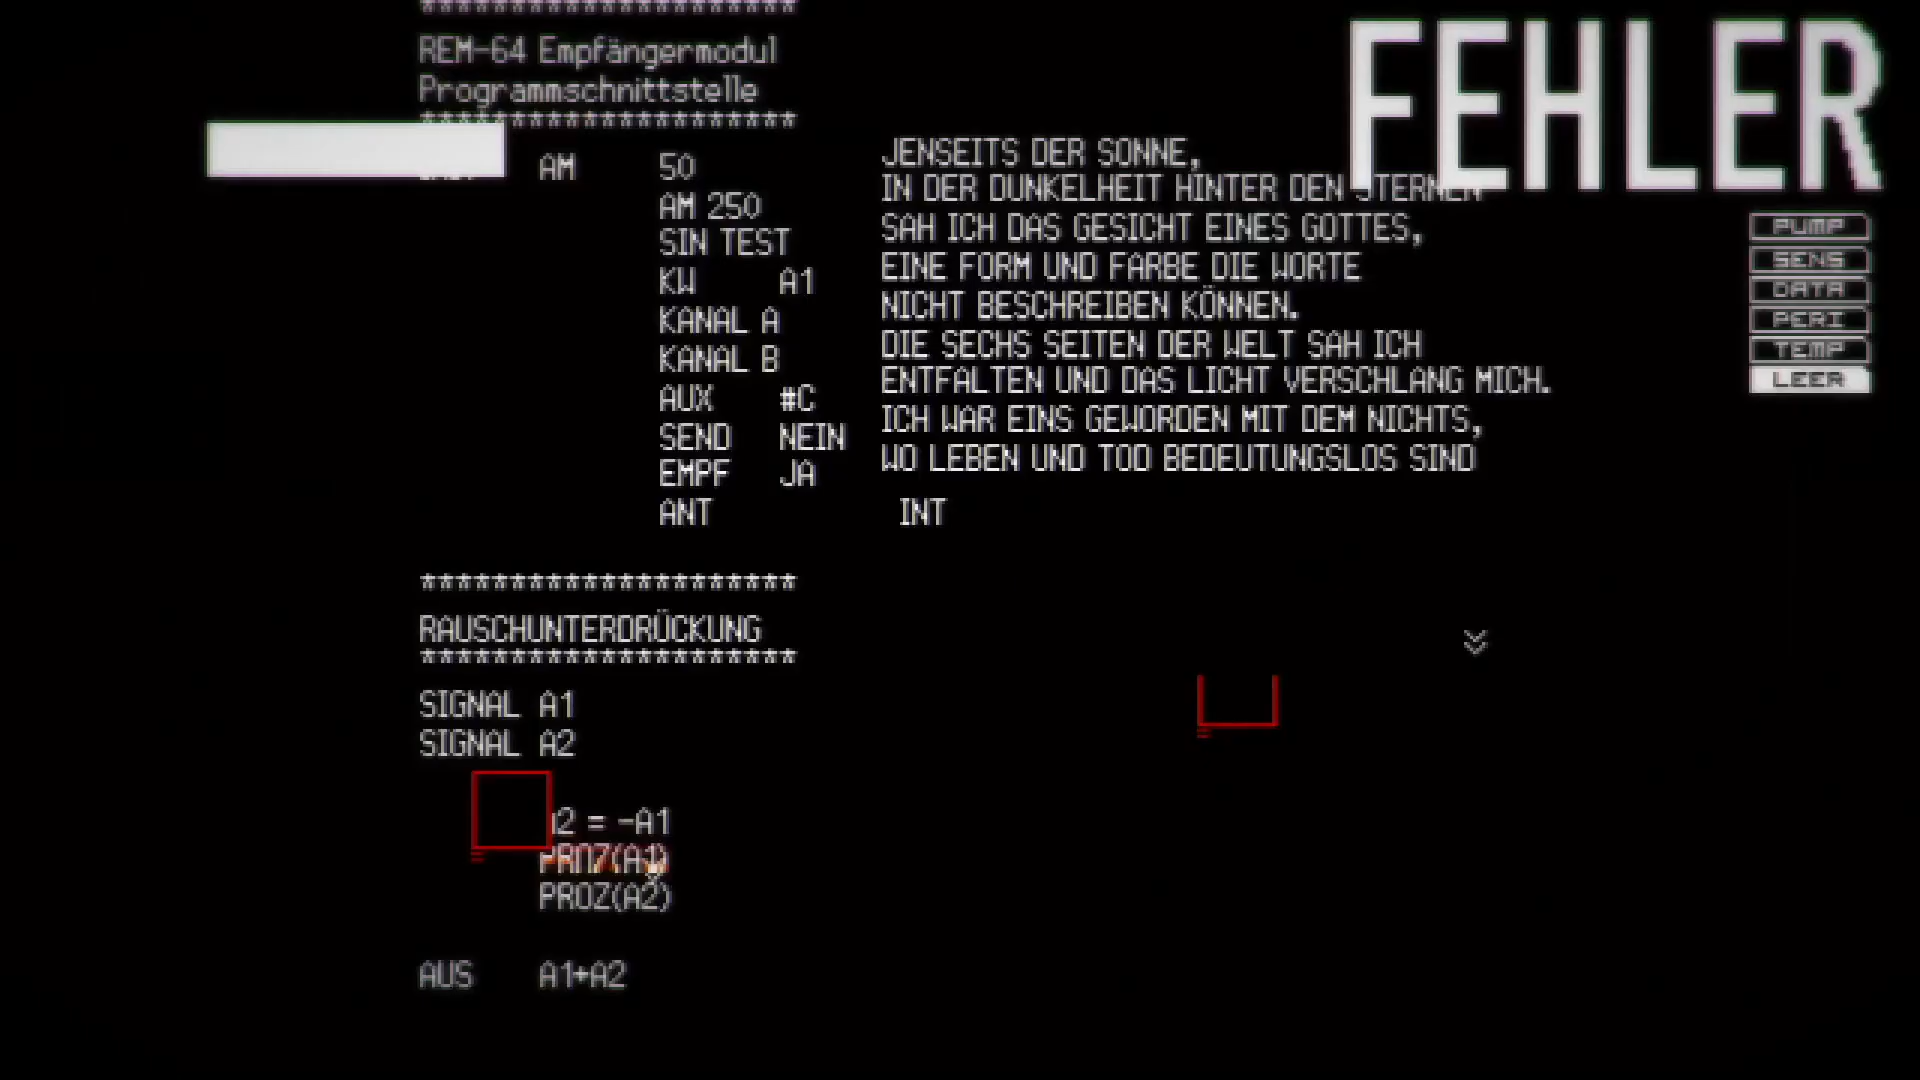 FEHLER
REM-64 Empfängermodul
Programmschnittstelle
AM 50
AM 250
SIN TEST
KW A1
KANAL A
KANAL B
AUX #C
SEND NEIN
EMPF JA
ANT INT
JENSEITS DER SONNE,
IN DER DUNKELHEIT HINTER DEN STERNEN
SAH ICH DAS GESICHT EINES GOTTES,
EINE FORM UND FARBE DIE WORTE
NICHT BESCHREIBEN KÖNNEN.
DIE SECHS SEITEN DER WELT SAH ICH
ENTFALTEN UND DAS LICHT VERSCHLANG MICH.
ICH WAR EINS GEWORDEN MIT DEM NICHTS,
WO LEBEN UND TOD BEDEUTUNGSLOS SIND
PUMP
SENS
DATA
PERI
TEMP
LEER
*********************
RAUSCHUNTERDRÜCKUNG
*********************
SIGNAL A1
SIGNAL A2
A2 = -A1
PROZ(A1)
PROZ(A2)
AUS A1+A2